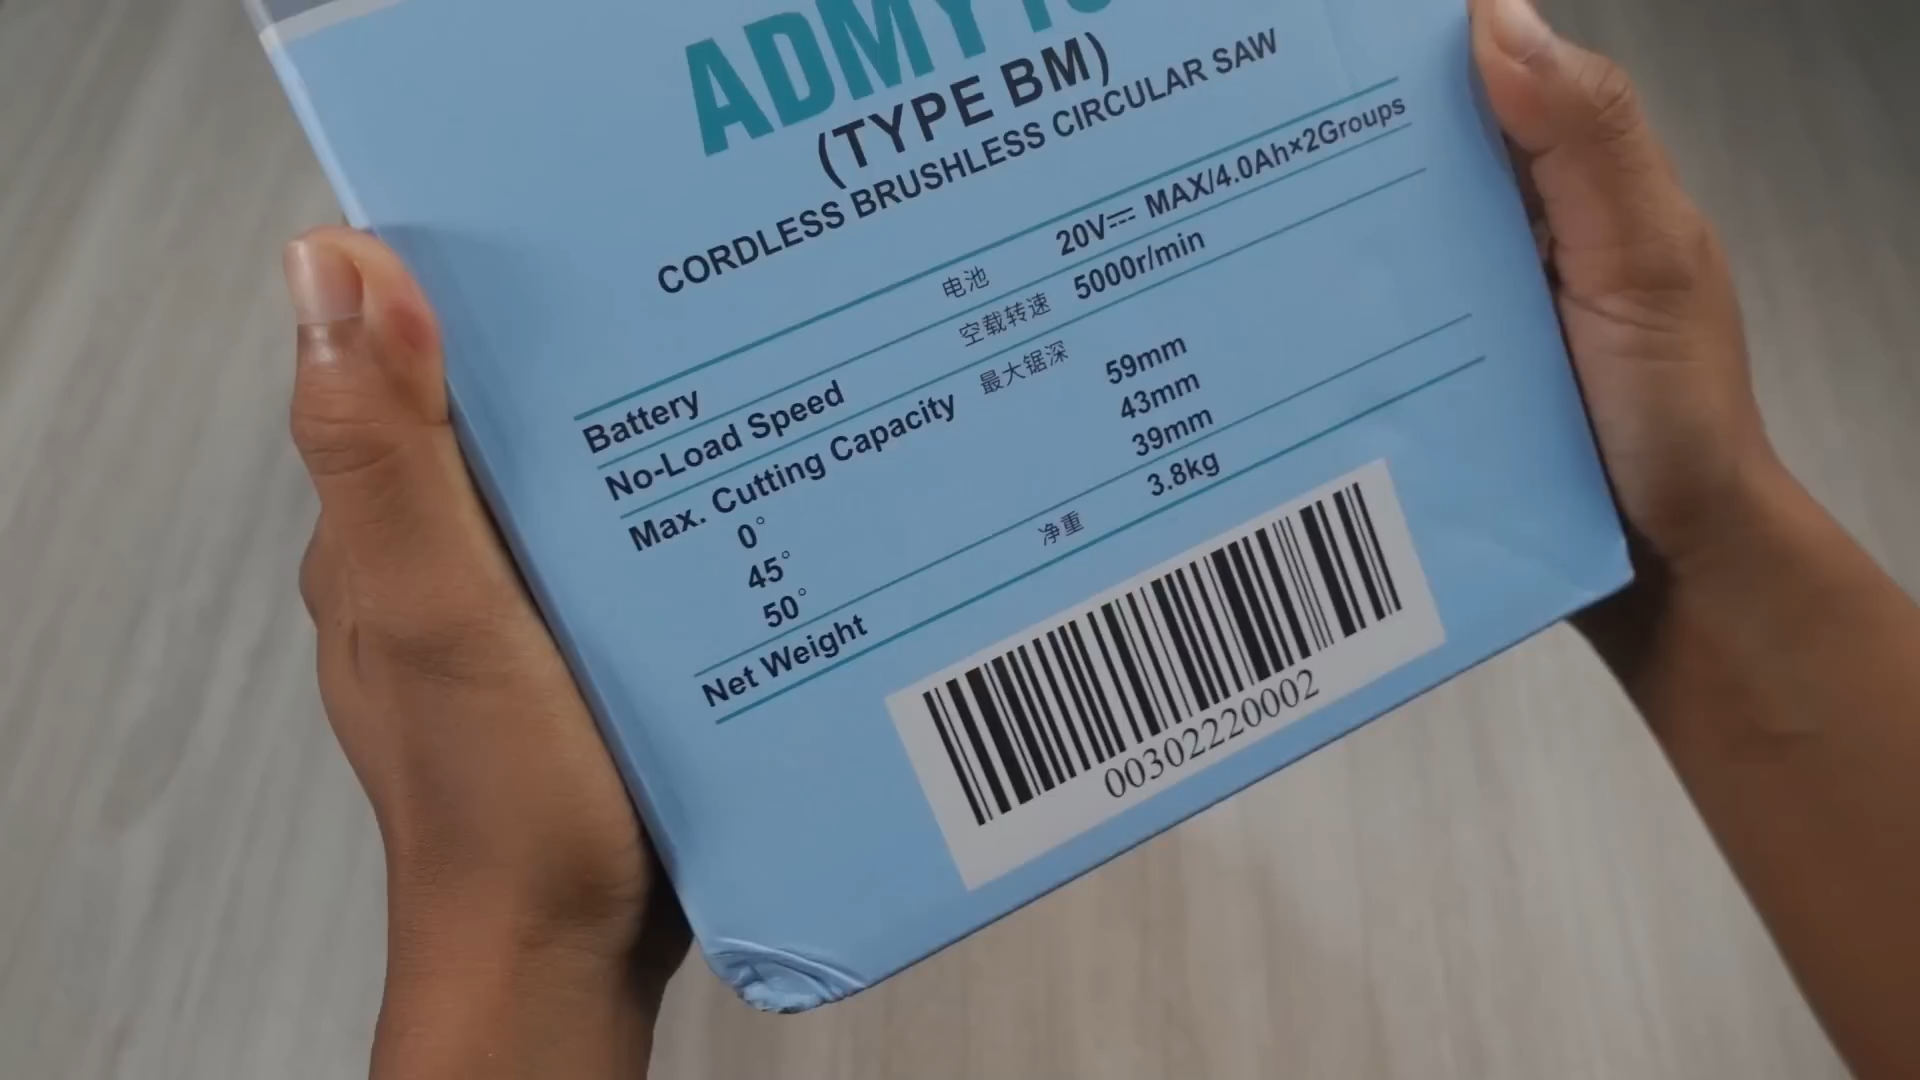 (TYPE BM)
CORDLESS BRUSHLESS CIRCULAR SAW
Battery 电池 20V⎓ MAX/4.0Ah×2Groups
No-Load Speed 空载转速 5000r/min
Max. Cutting Capacity 最大锯深
0° 59mm
45° 43mm
50° 39mm
Net Weight 净重 3.8kg
00302220002